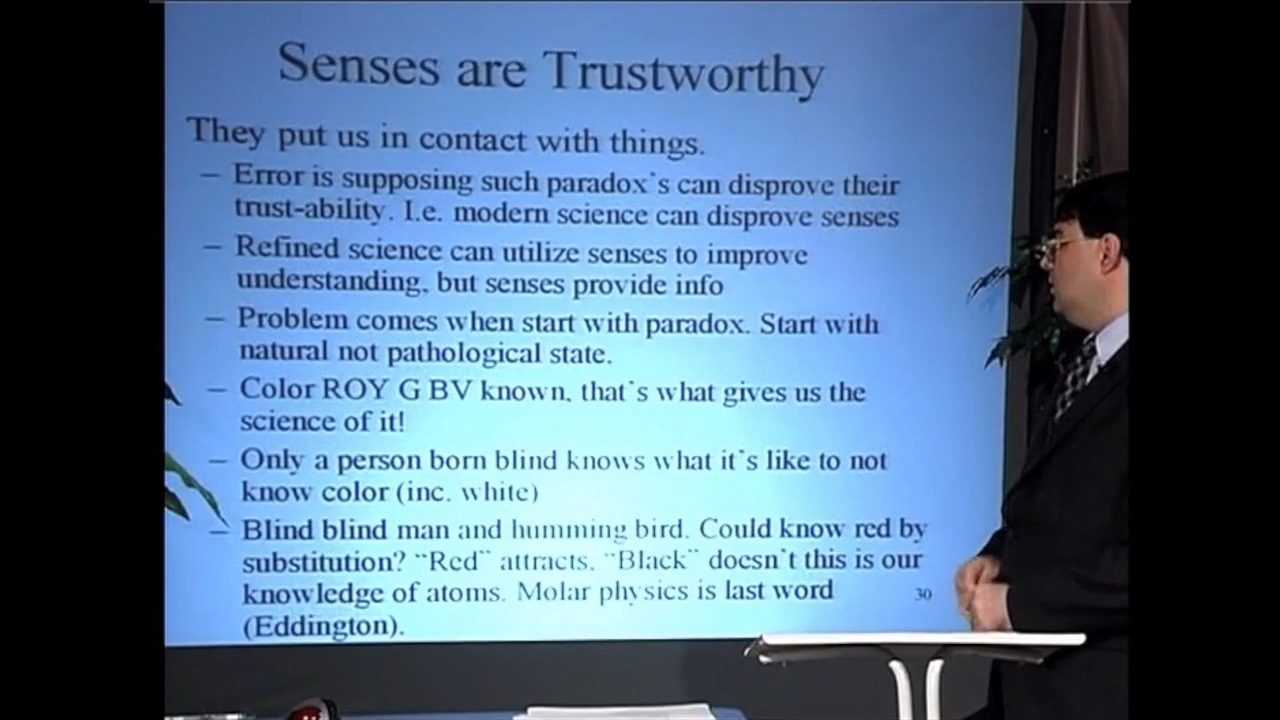 Senses are Trustworthy
They put us in contact with things.
– Error is supposing such paradox`s can disprove their
trust-ability. I.e. modern science can disprove senses
– Refined science can utilize senses to improve
understanding, but senses provide info
– Problem comes when start with paradox. Start with
natural not pathological state.
– Color ROY G BV known, that`s what gives us the
science of it!
– Only a person born blind knows what it`s like to not
know color (inc. white)
– Blind blind man and humming bird. Could know red by
substitution? “Red” attracts. “Black” doesn`t this is our
knowledge of atoms. Molar physics is last word
(Eddington).
30